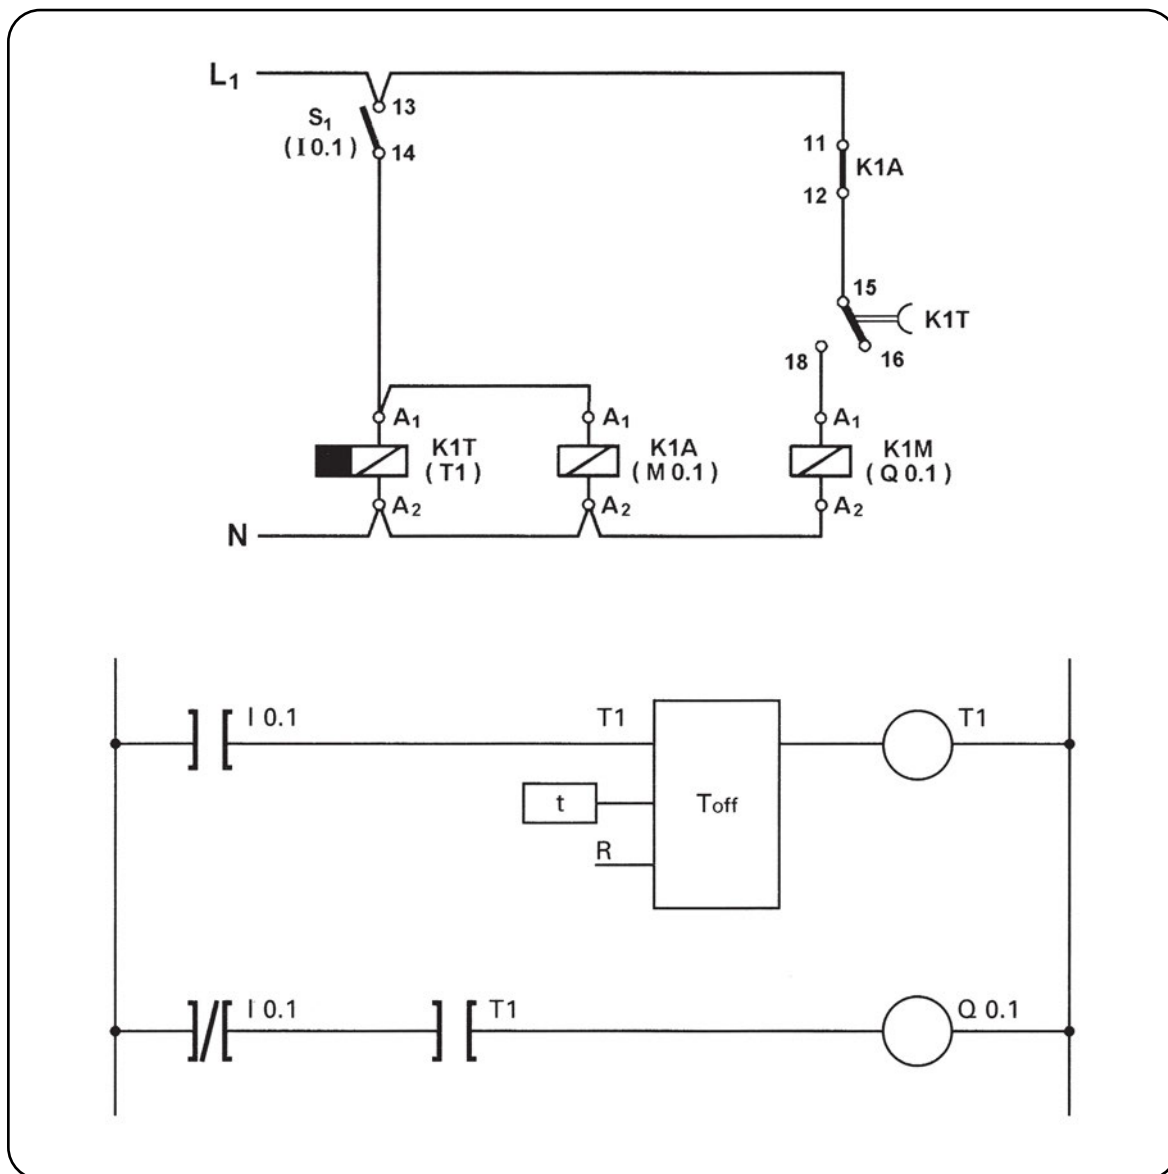 L1
13
S1
(I 0.1)
14
11
K1A
12
15
K1T
18
16
A1
A1
A1
K1T
(T1)
K1A
(M 0.1)
K1M
(Q 0.1)
A2
A2
A2
N
I 0.1
T1
T1
t
Toff
R
I 0.1
T1
Q 0.1